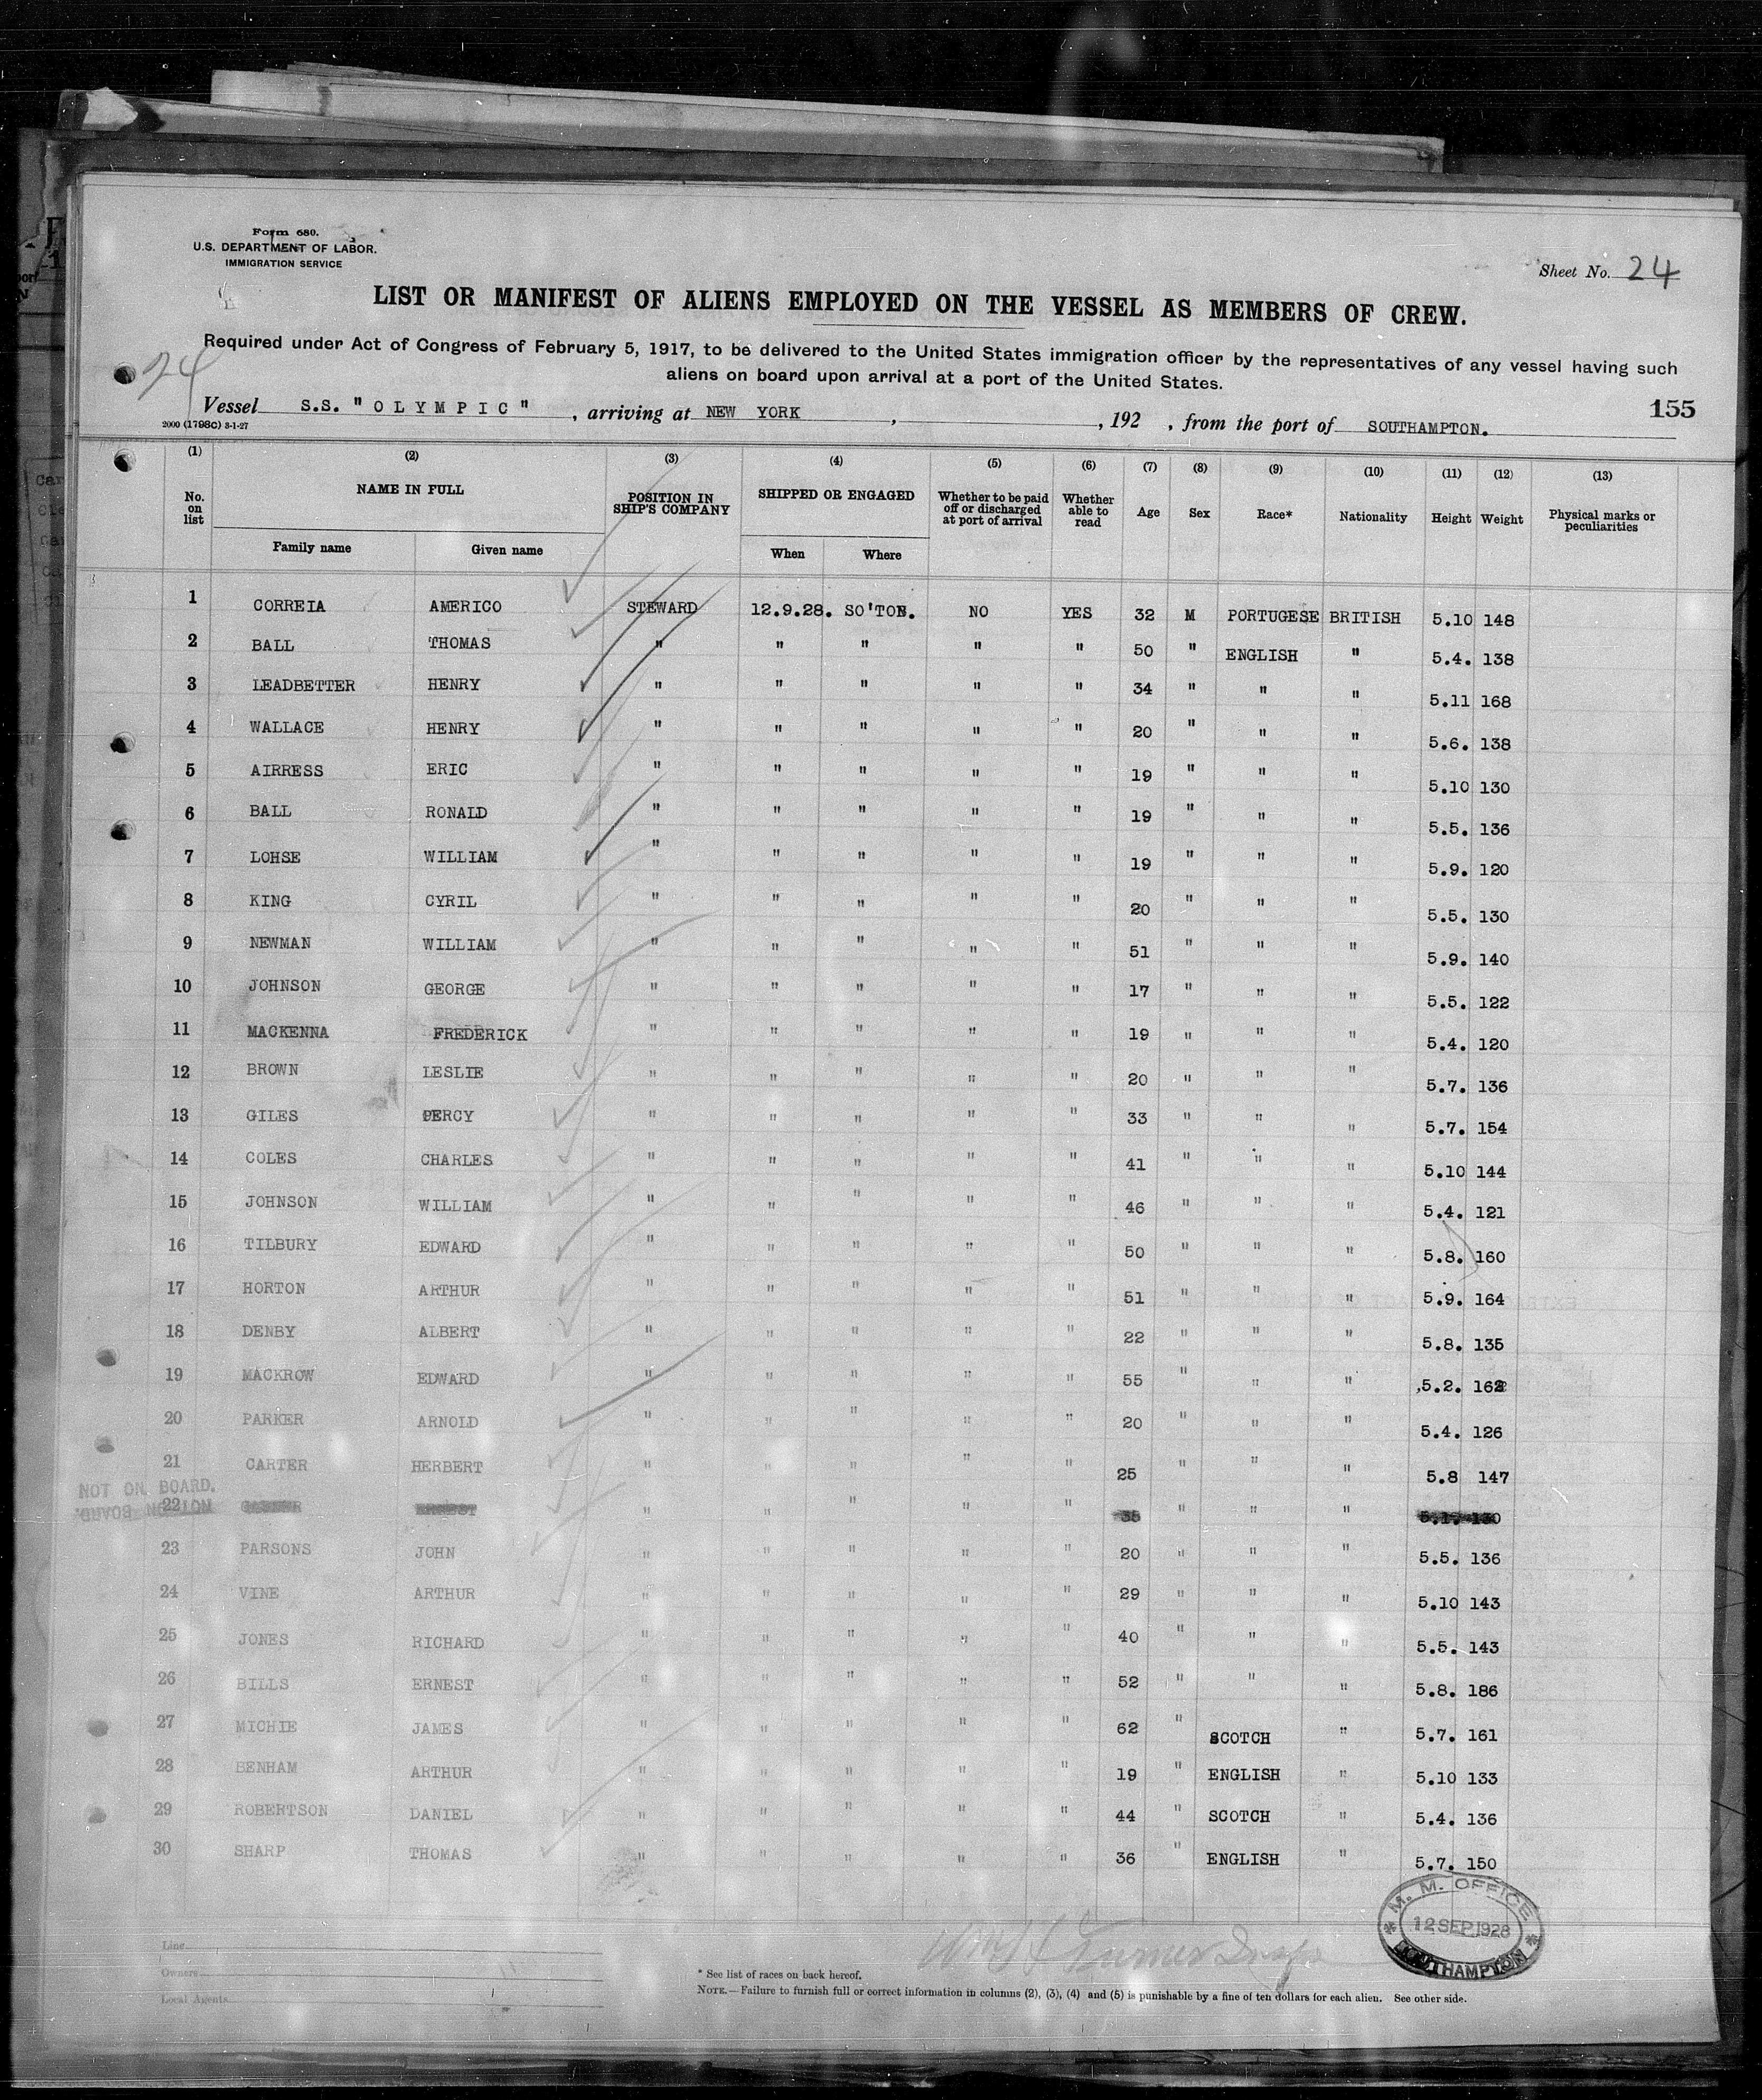 Form 680.
U.S. DEPARTMENT OF LABOR.
IMMIGRATION SERVICE
Sheet No. 24
LIST OR MANIFEST OF ALIENS EMPLOYED ON THE VESSEL AS MEMBERS OF CREW.
Required under Act of Congress of February 5, 1917, to be delivered to the United States immigration officer by the representatives of any vessel having such
aliens on board upon arrival at a port of the United States.
24
Vessel S.S. "OLYMPIC", arriving at NEW YORK, , 192 , from the port of SOUTHAMPTON.
155
2000 (1798C) 3-1-27
(1) (2) (3) (4) (5) (6) (7) (8) (9) (10) (11) (12) (13)
No. on list NAME IN FULL POSITION IN SHIP'S COMPANY SHIPPED OR ENGAGED Whether to be paid off or discharged at port of arrival Whether able to read Age Sex Race* Nationality Height Weight Physical marks or peculiarities
Family name Given name When Where
1 CORREIA AMERICO STEWARD 12.9.28. SO'TON. NO YES 32 M PORTUGESE BRITISH 5.10 148
2 BALL THOMAS " " " " " 50 " ENGLISH " 5.4. 138
3 LEADBETTER HENRY " " " " " 34 " " " 5.11 168
4 WALLACE HENRY " " " " " 20 " " " 5.6. 138
5 AIRRESS ERIC " " " " " 19 " " " 5.10 130
6 BALL RONALD " " " " " 19 " " " 5.5. 136
7 LOHSE WILLIAM " " " " " 19 " " " 5.9. 120
8 KING CYRIL " " " " " 20 " " " 5.5. 130
9 NEWMAN WILLIAM " " " " " 51 " " " 5.9. 140
10 JOHNSON GEORGE " " " " " 17 " " " 5.5. 122
11 MACKENNA FREDERICK " " " " " 19 " " " 5.4. 120
12 BROWN LESLIE " " " " " 20 " " " 5.7. 136
13 GILES PERCY " " " " " 33 " " " 5.7. 154
14 COLES CHARLES " " " " " 41 " " " 5.10 144
15 JOHNSON WILLIAM " " " " " 46 " " " 5.4. 121
16 TILBURY EDWARD " " " " " 50 " " " 5.8. 160
17 HORTON ARTHUR " " " " " 51 " " " 5.9. 164
18 DENBY ALBERT " " " " " 22 " " " 5.8. 135
19 MACKROW EDWARD " " " " " 55 " " " 5.2. 162
20 PARKER ARNOLD " " " " " 20 " " " 5.4. 126
21 CARTER HERBERT " " " " " 25 " " " 5.8 147
NOT ON BOARD.
22 ERNEST " " " " " 35 " " " 5.1. 130
NOT ON BOARD.
23 PARSONS JOHN " " " " " 20 " " " 5.5. 136
24 VINE ARTHUR " " " " " 29 " " " 5.10 143
25 JONES RICHARD " " " " " 40 " " " 5.5. 143
26 BILLS ERNEST " " " " " 52 " " " 5.8. 186
27 MICHIE JAMES " " " " " 62 " SCOTCH " 5.7. 161
28 BENHAM ARTHUR " " " " " 19 " ENGLISH " 5.10 133
29 ROBERTSON DANIEL " " " " " 44 " SCOTCH " 5.4. 136
30 SHARP THOMAS " " " " " 36 " ENGLISH " 5.7. 150
M. M. OFFICE
12 SEP 1928
SOUTHAMPTON
Line
Owners
Local Agents
Turner
* See list of races on back hereof.
NOTE.—Failure to furnish full or correct information in columns (2), (3), (4) and (5) is punishable by a fine of ten dollars for each alien. See other side.